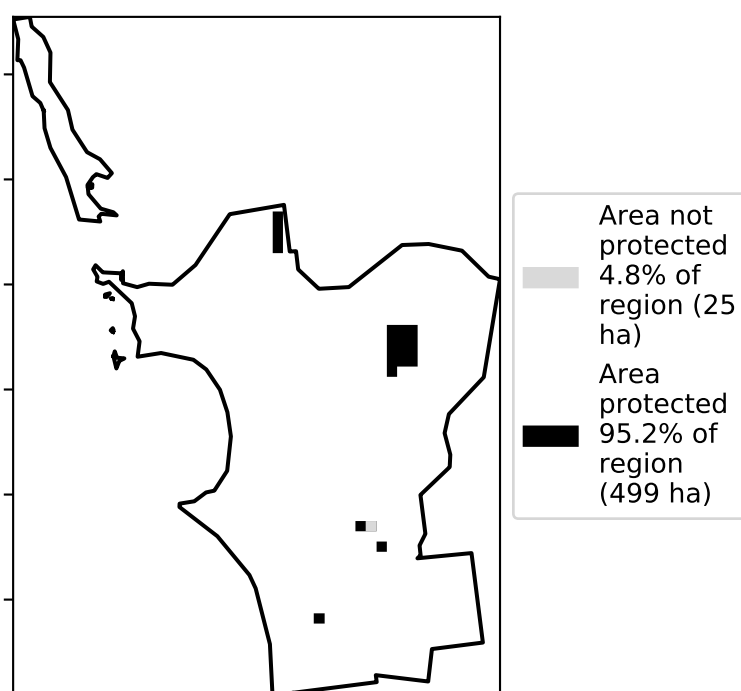 Area not
protected
4.8% of
region (25
ha)
Area
protected
95.2% of
region
(499 ha)